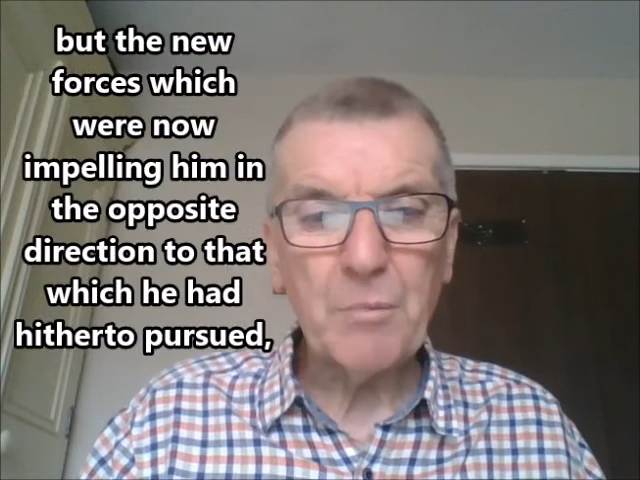 but the new
forces which
were now
impelling him in
the opposite
direction to that
which he had
hitherto pursued,